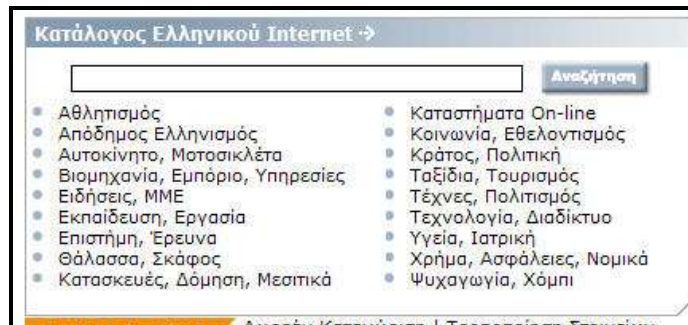 Κατάλογος Ελληνικού Internet
Αναζήτηση
Αθλητισμός
Απόδημος Ελληνισμός
Αυτοκίνητο, Μοτοσικλέτα
Βιομηχανία, Εμπόριο, Υπηρεσίες
Ειδήσεις, ΜΜΕ
Εκπαίδευση, Εργασία
Επιστήμη, Έρευνα
Θάλασσα, Σκάφος
Κατασκευές, Δόμηση, Μεσιτικά
Καταστήματα On-line
Κοινωνία, Εθελοντισμός
Κράτος, Πολιτική
Ταξίδια, Τουρισμός
Τέχνες, Πολιτισμός
Τεχνολογία, Διαδίκτυο
Υγεία, Ιατρική
Χρήμα, Ασφάλειες, Νομικά
Ψυχαγωγία, Χόμπι